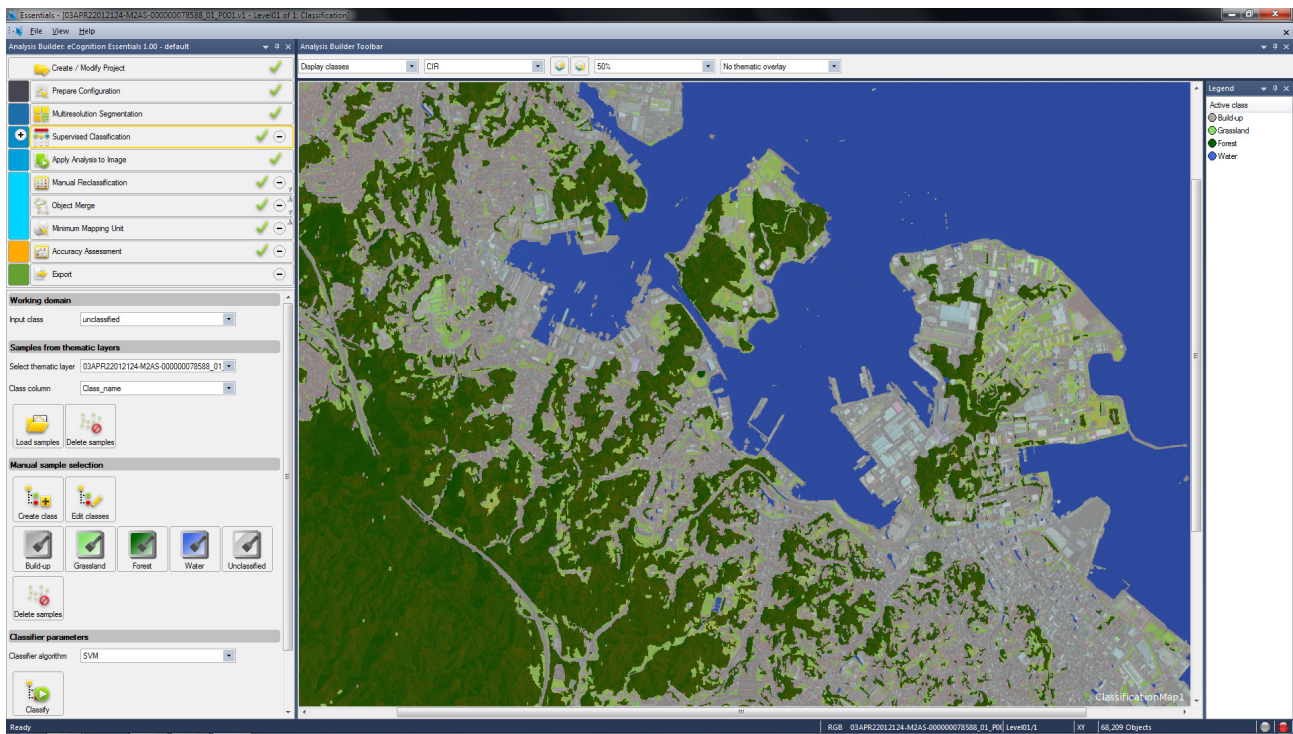 Essentials - [03APR22012124-M2AS-000000078588_01_P001.v1 - Level01 of 1: Classification]
File View Help
Analysis Builder: eCognition Essentials 1.00 - default
Analysis Builder Toolbar
Create / Modify Project
Display classes CIR 50% No thematic overlay
Prepare Configuration
Legend
Multiresolution Segmentation
Active class
Build-up
Supervised Classification
Grassland
Forest
Apply Analysis to Image
Water
Manual Reclassification
Object Merge
Minimum Mapping Unit
Accuracy Assessment
Export
Working domain
Input class unclassified
Samples from thematic layers
Select thematic layer 03APR22012124-M2AS-000000078588_01_
Class column Class_name
Load samples Delete samples
Manual sample selection
Create class Edit classes
Build-up Grassland Forest Water Unclassified
Delete samples
Classifier parameters
Classifier algorithm SVM
Classify
ClassificationMap1
Ready RGB 03APR22012124-M2AS-000000078588_01_P0( Level01/1 XY 68,209 Objects